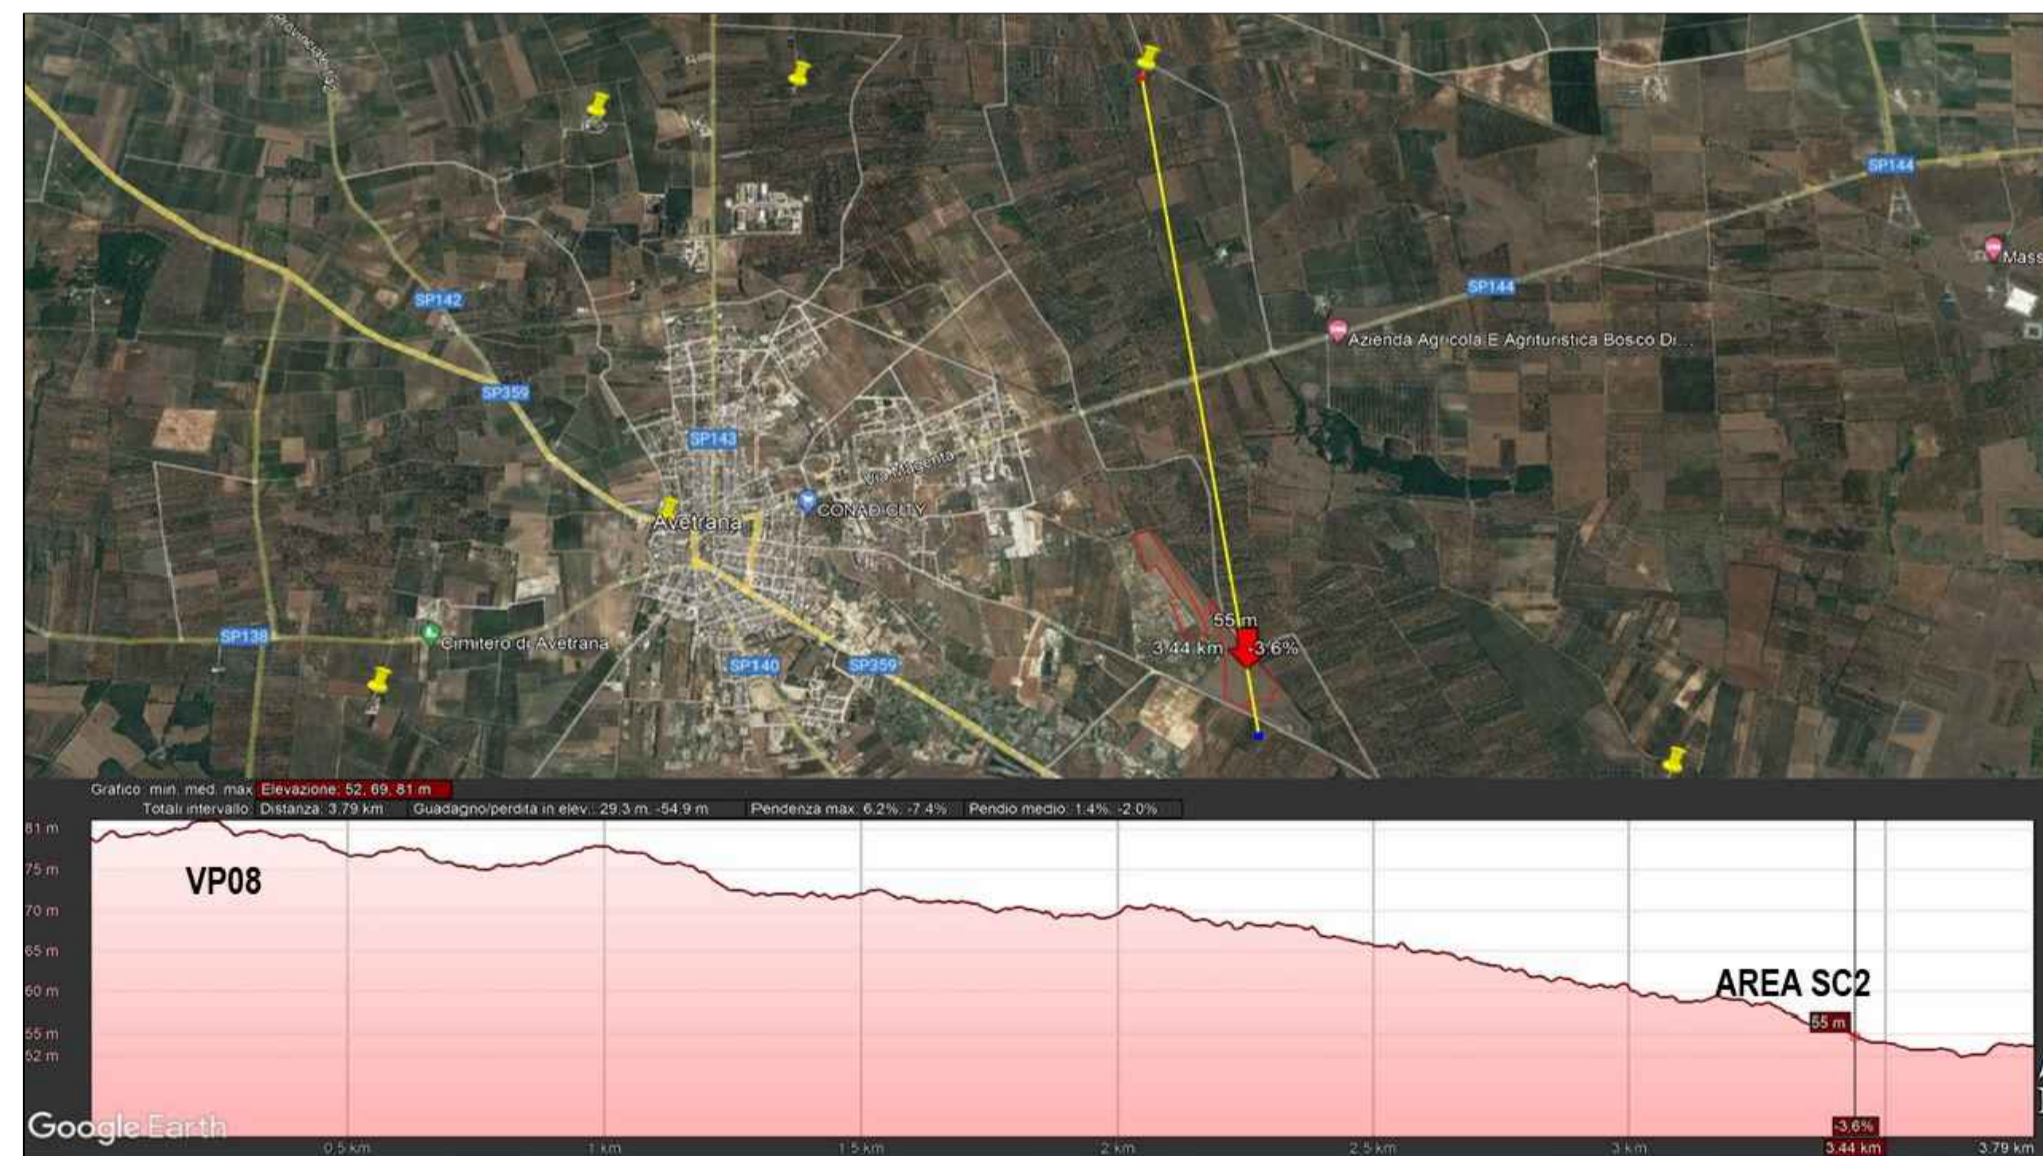 Provinciale 142
SP144
Mass
SP144
SP142
Azienda Agricola E Agrituristica Bosco Di...
SP359
SP143
Via Magenta
CONAD CITY
Avetrana
55 m
SP138
Cimitero di Avetrana
3.44 km -3.6%
SP140
SP359
Grafico: min. med. max Elevazione: 52, 69, 81 m
Totali intervallo: Distanza: 3.79 km Guadagno/perdita in elev.: 29.3 m, -54.9 m Pendenza max: 6.2%, -7.4% Pendio medio: 1.4%, -2.0%
81 m
75 m
VP08
70 m
65 m
60 m
AREA SC2
55 m
55 m
52 m
Google Earth
-3.6%
0.5 km 1 km 1.5 km 2 km 2.5 km 3 km 3.44 km 3.79 km